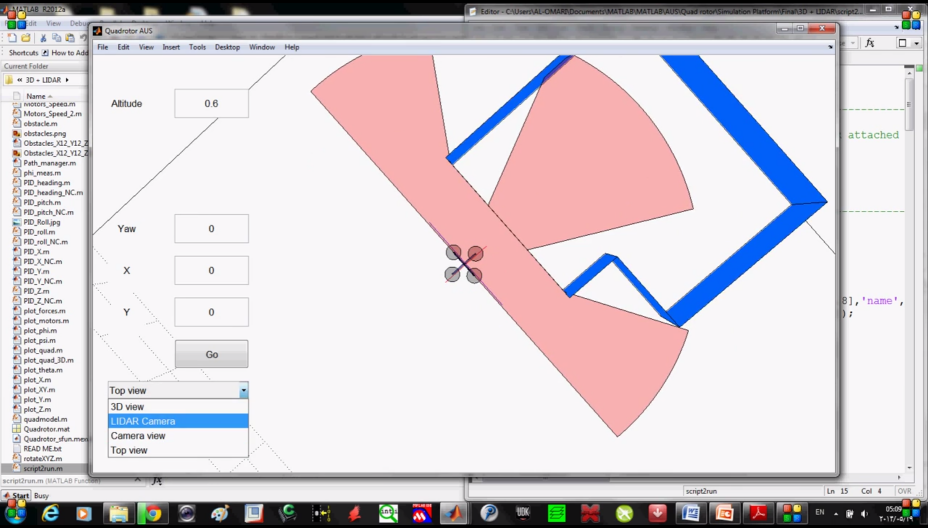 MATLAB R2012a
Editor - C:\Users\AL-OMARI\Documents\MATLAB\MATLAB\AUS\Quad rotor\Simulation Platform\Final\3D + LIDAR\script2...
Quadrotor AUS
File Edit View Insert Tools Desktop Window Help
Shortcuts How to Add
Current Folder
« 3D + LIDAR
Name
Motors_Speed.m
Motors_Speed_2.m
obstacle.m
obstacles.png
Obstacles_X12_Y12_Z
Obstacles_X12_Y12_Z
Path_manager.m
phi_meas.m
PID_heading.m
PID_heading_NC.m
PID_pitch.m
PID_pitch_NC.m
PID_Roll.jpg
PID_roll.m
PID_roll_NC.m
PID_X.m
PID_X_NC.m
PID_Y.m
PID_Y_NC.m
PID_Z.m
PID_Z_NC.m
plot_forces.m
plot_motors.m
plot_phi.m
plot_psi.m
plot_quad.m
plot_quad_3D.m
plot_theta.m
plot_X.m
plot_XY.m
plot_Y.m
plot_Z.m
quadmodel.m
Quadrotor.mat
Quadrotor_sfun.mex
READ ME.txt
rotateXYZ.m
script2run.m
script2run.m (MATLAB Function)
Start Busy
Altitude 0.6
Yaw 0
X 0
Y 0
Go
Top view
3D view
LIDAR Camera
Camera view
Top view
attached
8],'name',
);
script2run Ln 15 Col 4 OVR
EN 05:09